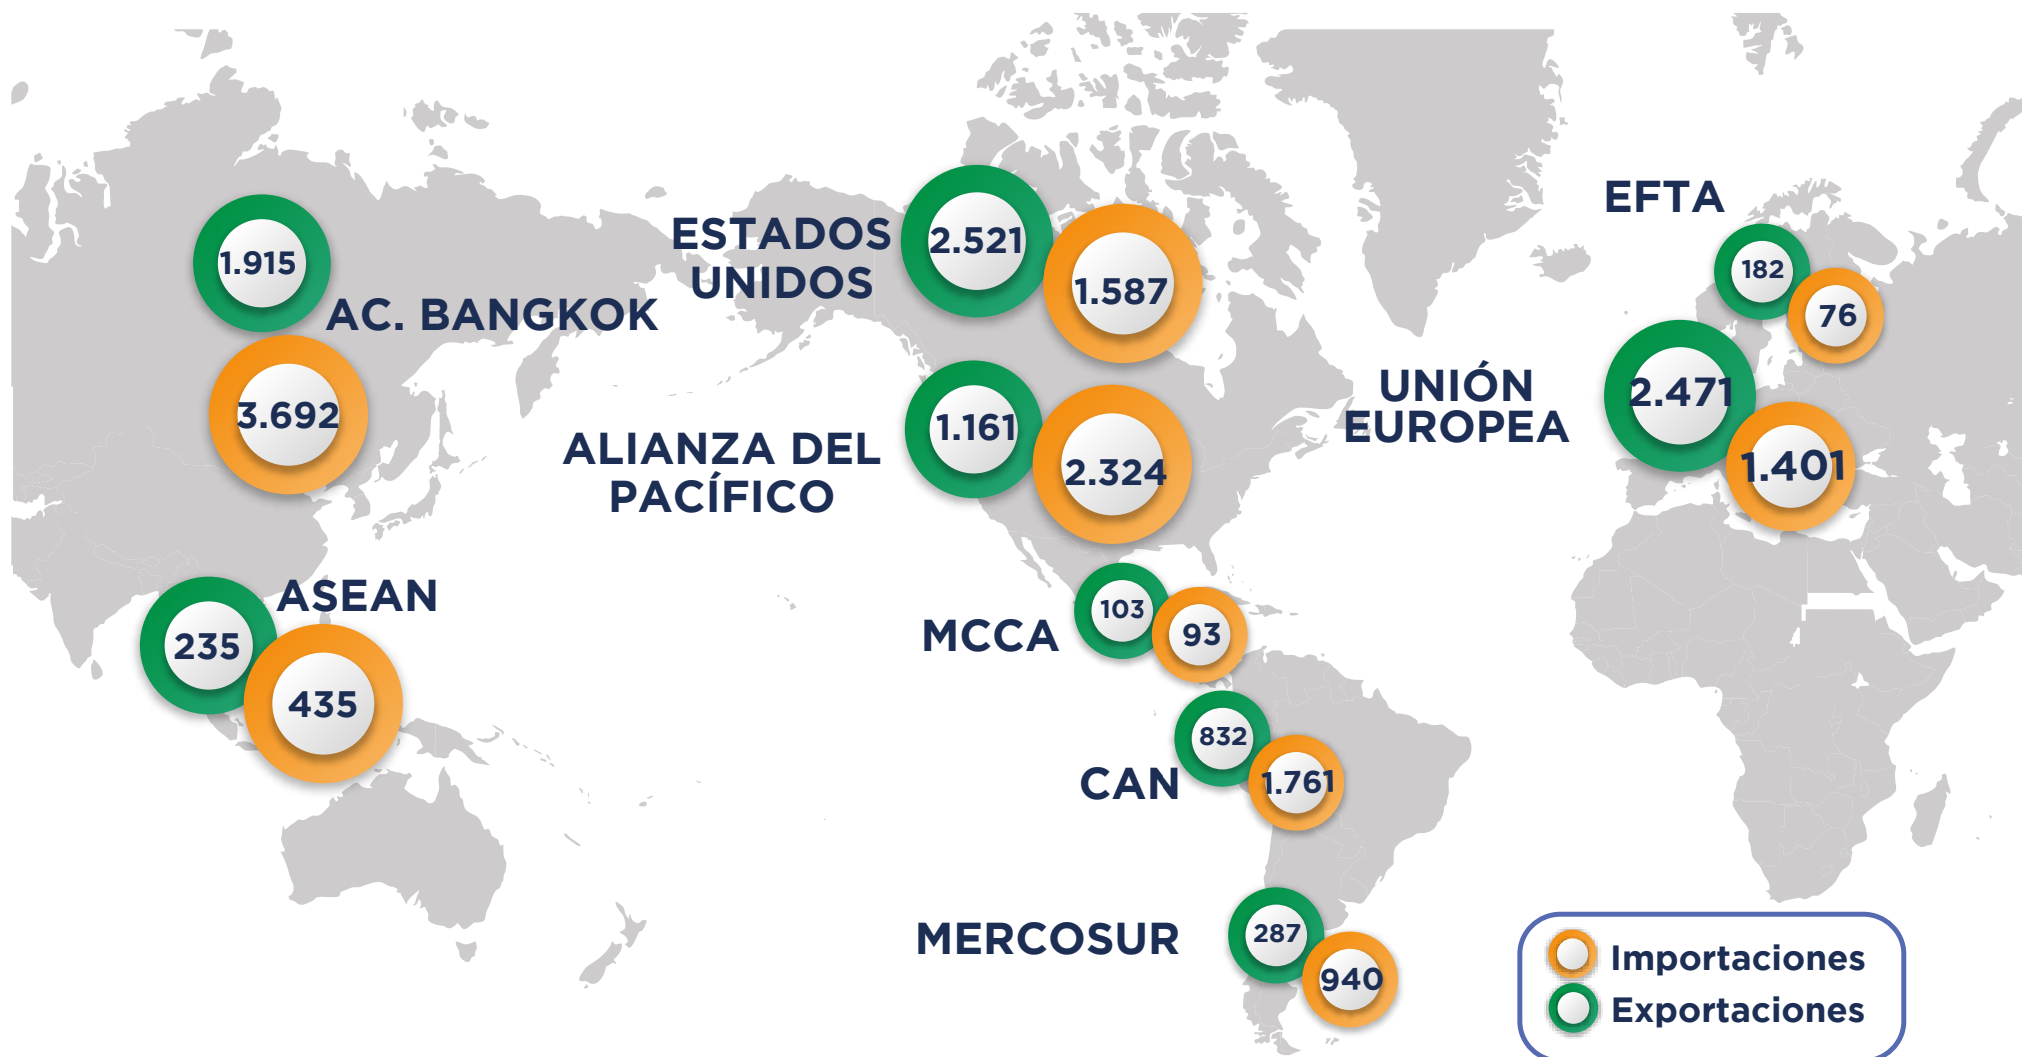 1.915
AC. BANGKOK
3.692
ASEAN
235
435
ESTADOS
UNIDOS
2.521
1.587
ALIANZA DEL
PACÍFICO
1.161
2.324
MCCA
103
93
CAN
832
1.761
MERCOSUR
287
940
EFTA
182
76
UNIÓN
EUROPEA
2.471
1.401
Importaciones
Exportaciones